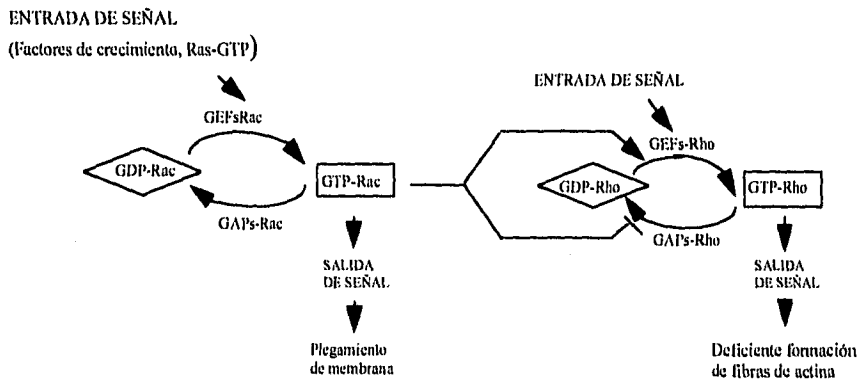 ENTRADA DE SEÑAL
(Factores de crecimiento, Ras-GTP)
GEFsRac
GDP-Rac
GTP-Rac
GAPs-Rac
SALIDA
DE SEÑAL
Plegamiento
de membrana
ENTRADA DE SEÑAL
GEFs-Rho
GDP-Rho
GTP-Rho
GAPs-Rho
SALIDA
DE SEÑAL
Deficiente formación
de fibras de actina